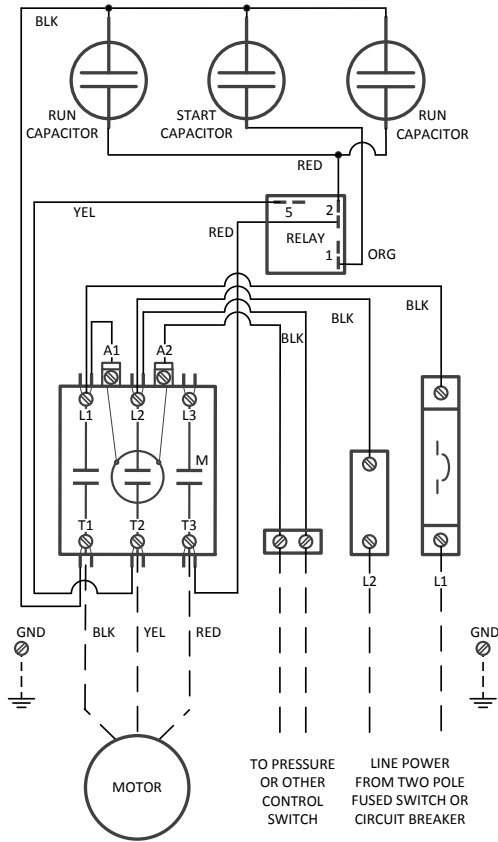 BLK
RUN
CAPACITOR
START
CAPACITOR
RUN
CAPACITOR
RED
YEL
5
2
RED
RELAY
1
ORG
BLK
BLK
BLK
A1
A2
L1
L2
L3
M
T1
T2
T3
L2
L1
GND
BLK
YEL
RED
GND
MOTOR
TO PRESSURE
OR OTHER
CONTROL
SWITCH
LINE POWER
FROM TWO POLE
FUSED SWITCH OR
CIRCUIT BREAKER